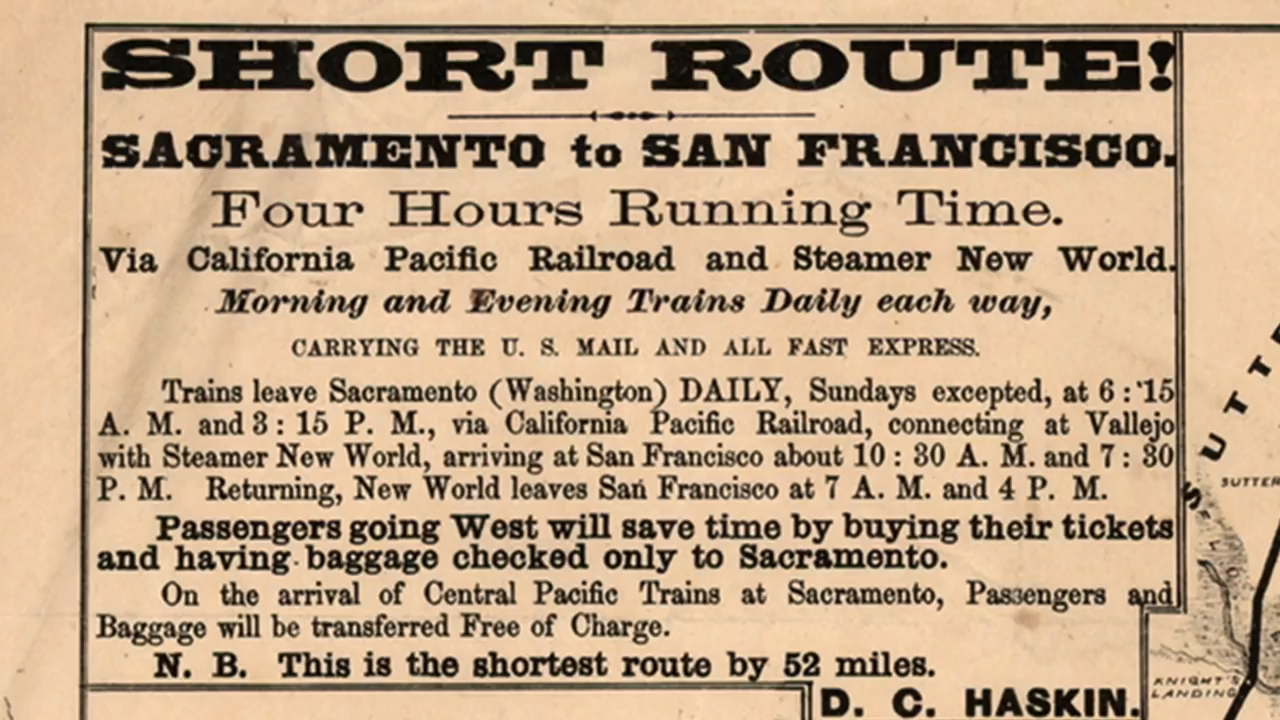 SHORT ROUTE!
SACRAMENTO to SAN FRANCISCO.
Four Hours Running Time.
Via California Pacific Railroad and Steamer New World.
Morning and Evening Trains Daily each way,
CARRYING THE U. S. MAIL AND ALL FAST EXPRESS.
Trains leave Sacramento (Washington) DAILY, Sundays excepted, at 6 : 15
A. M. and 3 : 15 P. M., via California Pacific Railroad, connecting at Vallejo
with Steamer New World, arriving at San Francisco about 10 : 30 A. M. and 7 : 30
P. M. Returning, New World leaves San Francisco at 7 A. M. and 4 P. M.
Passengers going West will save time by buying their tickets
and having baggage checked only to Sacramento.
On the arrival of Central Pacific Trains at Sacramento, Passengers and
Baggage will be transferred Free of Charge.
N. B. This is the shortest route by 52 miles.
D. C. HASKIN.
SUTT
SUTTER
KNIGHT'S
LANDING